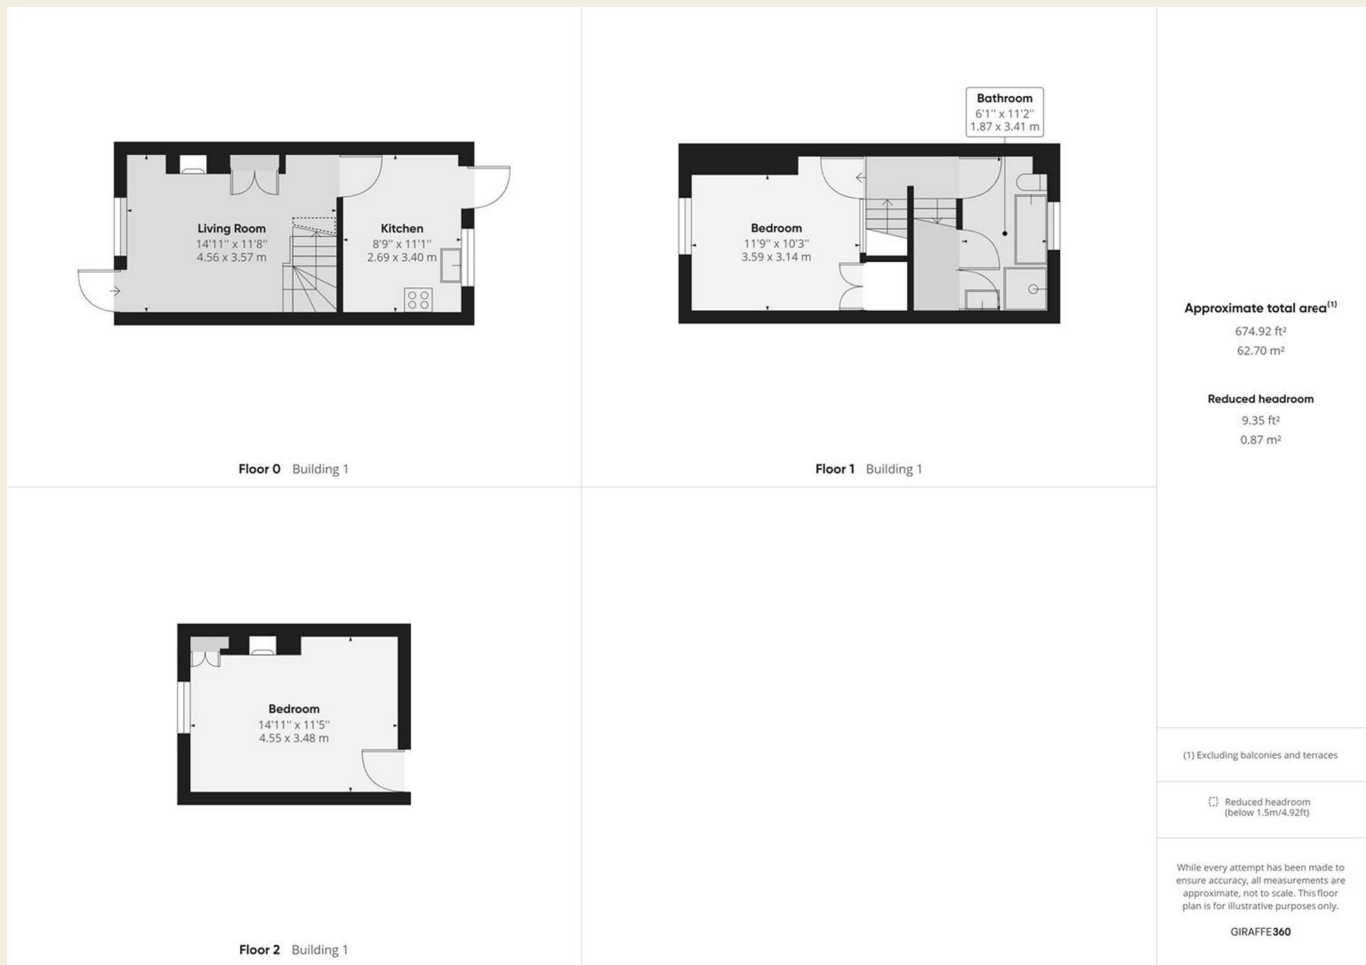 Living Room
14'11'' x 11'8''
4.56 x 3.57 m
Kitchen
8'9'' x 11'1''
2.69 x 3.40 m
Floor 0 Building 1
Bathroom
6'1'' x 11'2''
1.87 x 3.41 m
Bedroom
11'9'' x 10'3''
3.59 x 3.14 m
Floor 1 Building 1
Bedroom
14'11'' x 11'5''
4.55 x 3.48 m
Floor 2 Building 1
Approximate total area(1)
674.92 ft²
62.70 m²
Reduced headroom
9.35 ft²
0.87 m²
(1) Excluding balconies and terraces
Reduced headroom
(below 1.5m/4.92ft)
While every attempt has been made to
ensure accuracy, all measurements are
approximate, not to scale. This floor
plan is for illustrative purposes only.
GIRAFFE360